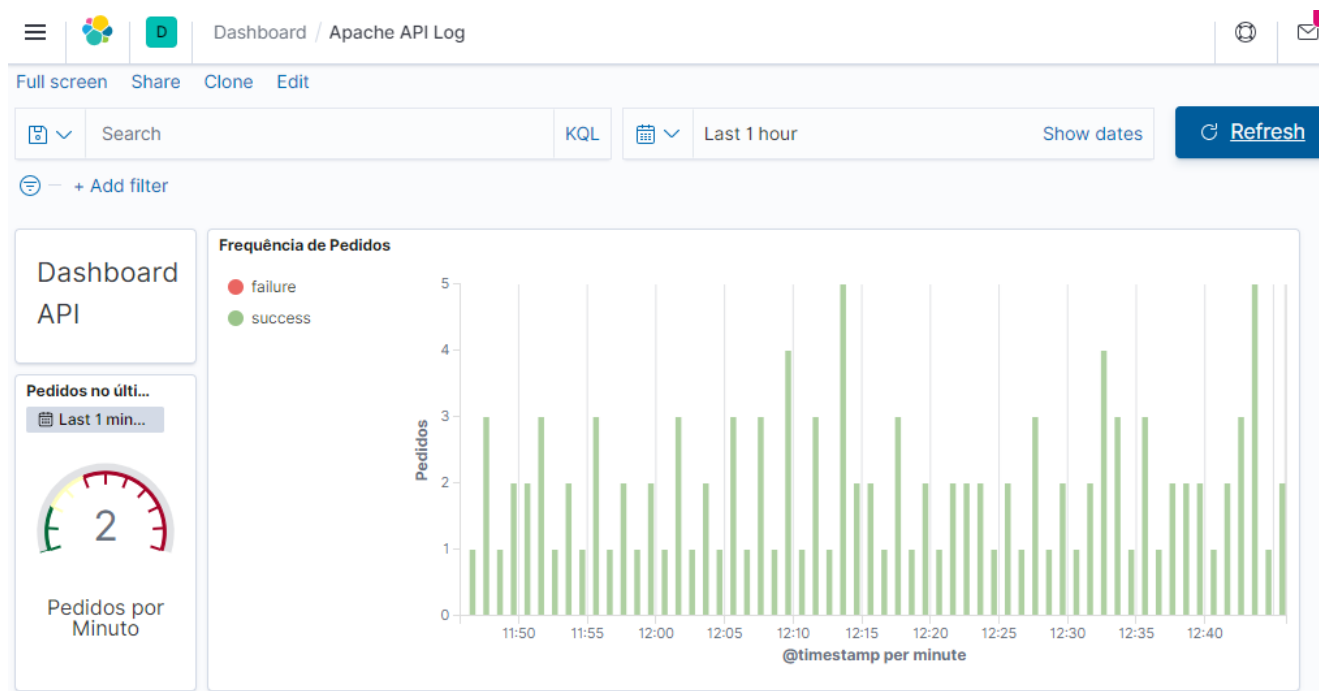 D
Dashboard / Apache API Log
Full screen Share Clone Edit
Search KQL Last 1 hour Show dates Refresh
+ Add filter
Dashboard
API
Pedidos no últi...
Last 1 min...
2
Pedidos por
Minuto
Frequência de Pedidos
failure
success
Pedidos
5
4
3
2
1
0
11:50 11:55 12:00 12:05 12:10 12:15 12:20 12:25 12:30 12:35 12:40
@timestamp per minute